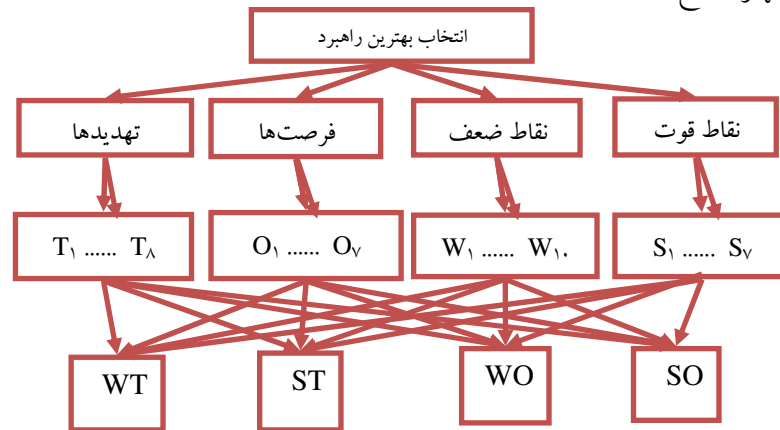 انتخاب بهترین راهبرد
نقاط قوت
نقاط ضعف
فرصت‌ها
تهدیدها
S۱ ...... S۷
W۱ ...... W۱۰
O۱ ...... O۷
T۱ ...... T۸
SO
WO
ST
WT